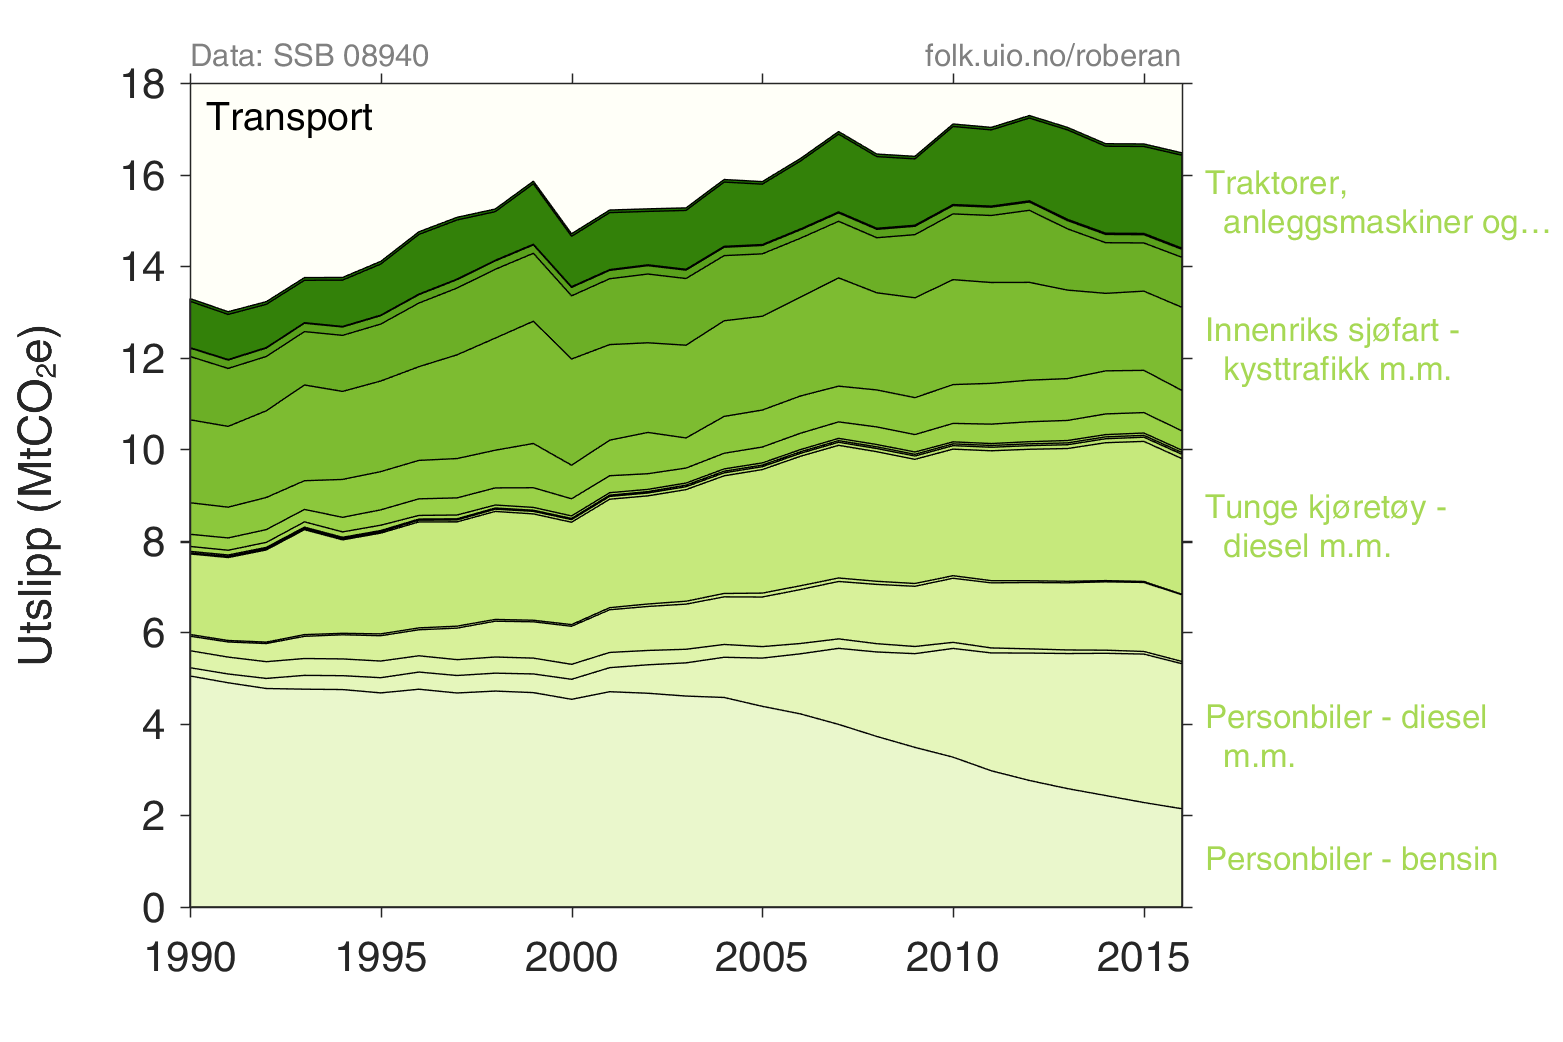 Data: SSB 08940
folk.uio.no/roberan
Transport
Utslipp (MtCO₂e)
18
16
14
12
10
8
6
4
2
0
1990
1995
2000
2005
2010
2015
Traktorer,
anleggsmaskiner og…
Innenriks sjøfart -
kysttrafikk m.m.
Tunge kjøretøy -
diesel m.m.
Personbiler - diesel
m.m.
Personbiler - bensin